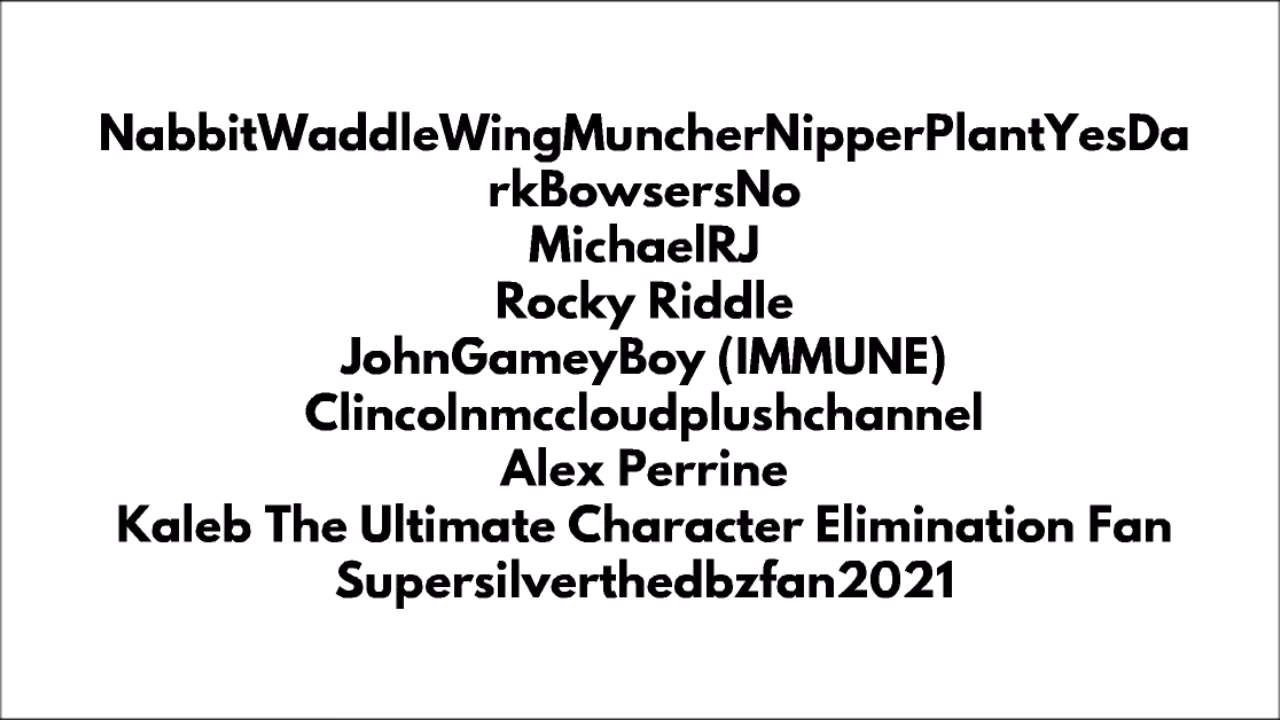 NabbitWaddleWingMuncherNipperPlantYesDa
rkBowsersNo
MichaelRJ
Rocky Riddle
JohnGameyBoy (IMMUNE)
Clincolnmccloudplushchannel
Alex Perrine
Kaleb The Ultimate Character Elimination Fan
Supersilverthedbzfan2021